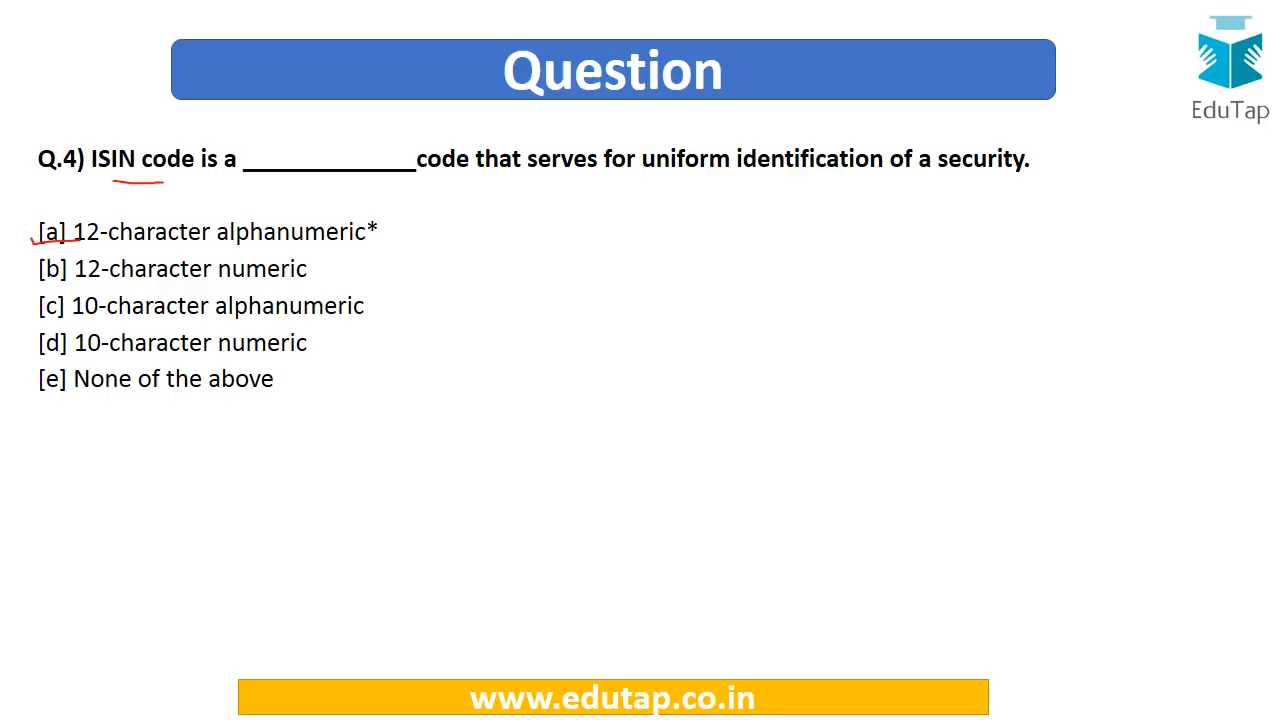 Question
EduTap
Q.4) ISIN code is a ______________code that serves for uniform identification of a security.
[a] 12-character alphanumeric*
[b] 12-character numeric
[c] 10-character alphanumeric
[d] 10-character numeric
[e] None of the above
www.edutap.co.in